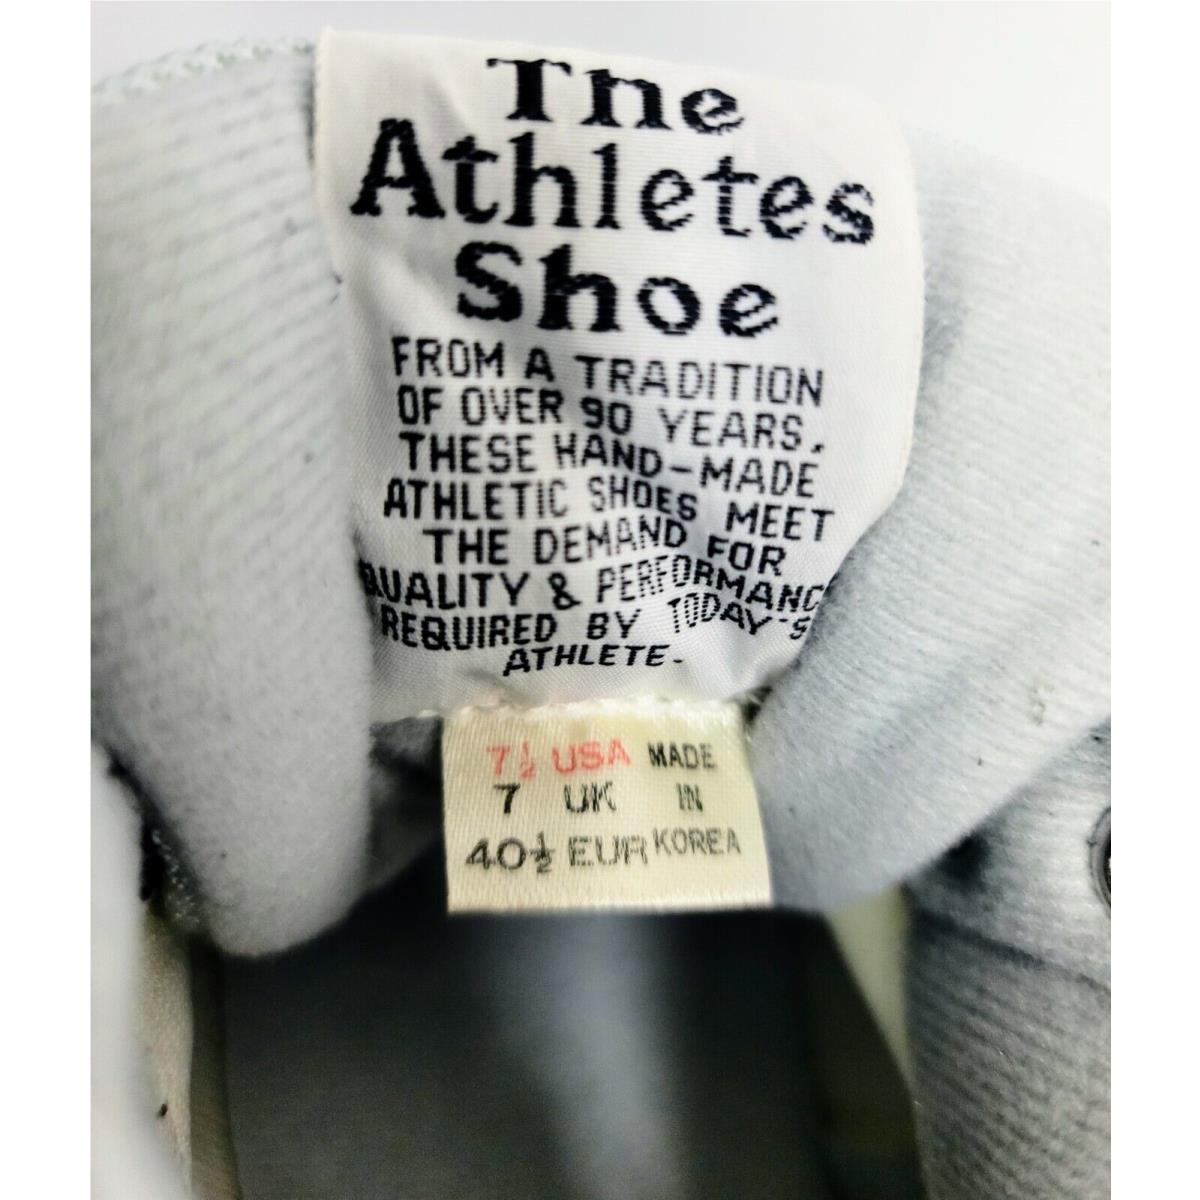 The
Athletes
Shoe
FROM A TRADITION
OF OVER 90 YEARS.
THESE HAND-MADE
ATHLETIC SHOES MEET
THE DEMAND FOR
QUALITY & PERFORMANC
REQUIRED BY TODAY'S
ATHLETE.
7½ USA MADE
7 UK IN
40½ EUR KOREA